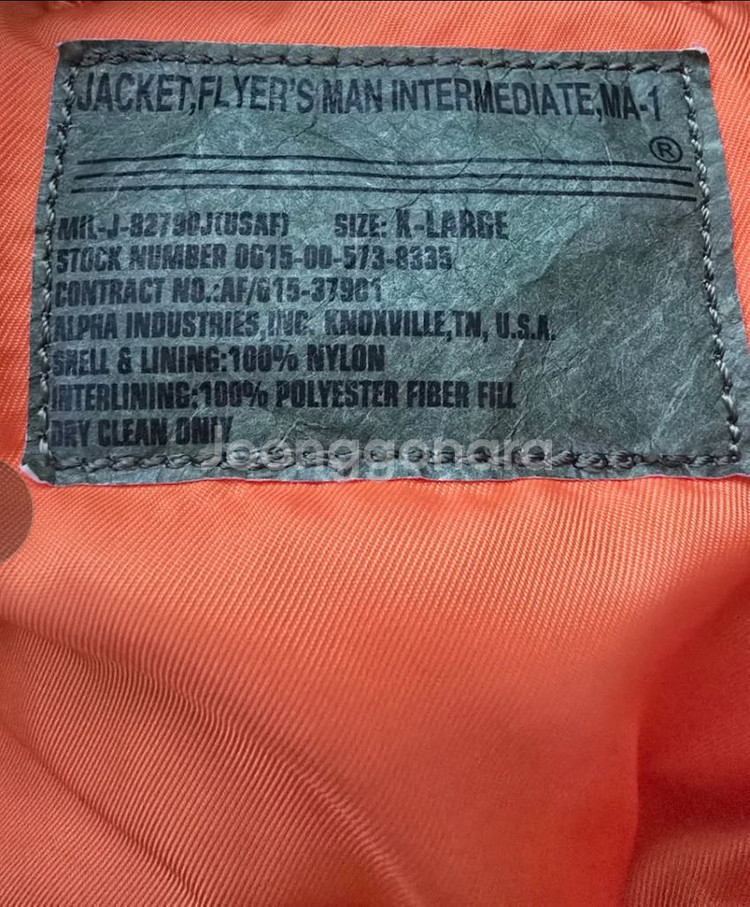 JACKET,FLYER'S MAN INTERMEDIATE,MA-1
®
MIL-J-82790J(USAF) SIZE: X-LARGE
STOCK NUMBER 0615-00-573-8335
CONTRACT NO.:AF/615-37901
ALPHA INDUSTRIES,INC. KNOXVILLE,TN, U.S.A.
SHELL & LINING:100% NYLON
INTERLINING:100% POLYESTER FIBER FILL
DRY CLEAN ONLY
Joonggonara